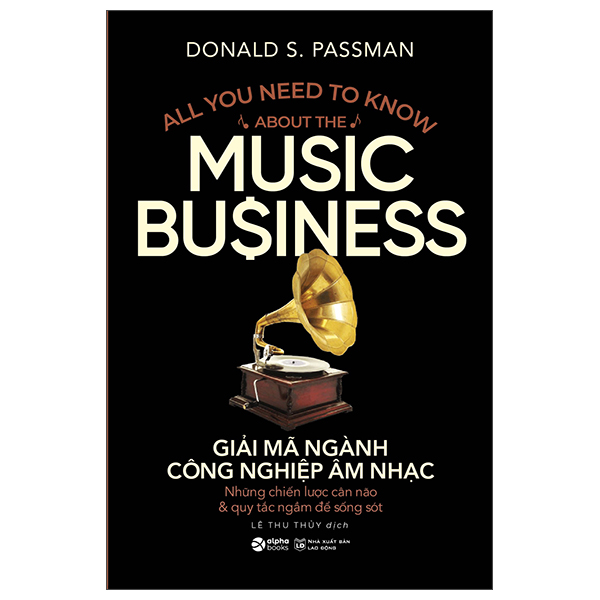 DONALD S. PASSMAN
ALL YOU NEED TO KNOW
ABOUT THE
MUSIC
BU$INESS
GIẢI MÃ NGÀNH
CÔNG NGHIỆP ÂM NHẠC
Những chiến lược cân não
& quy tắc ngầm để sống sót
LÊ THU THỦY dịch
alpha books
LĐ NHÀ XUẤT BẢN LAO ĐỘNG